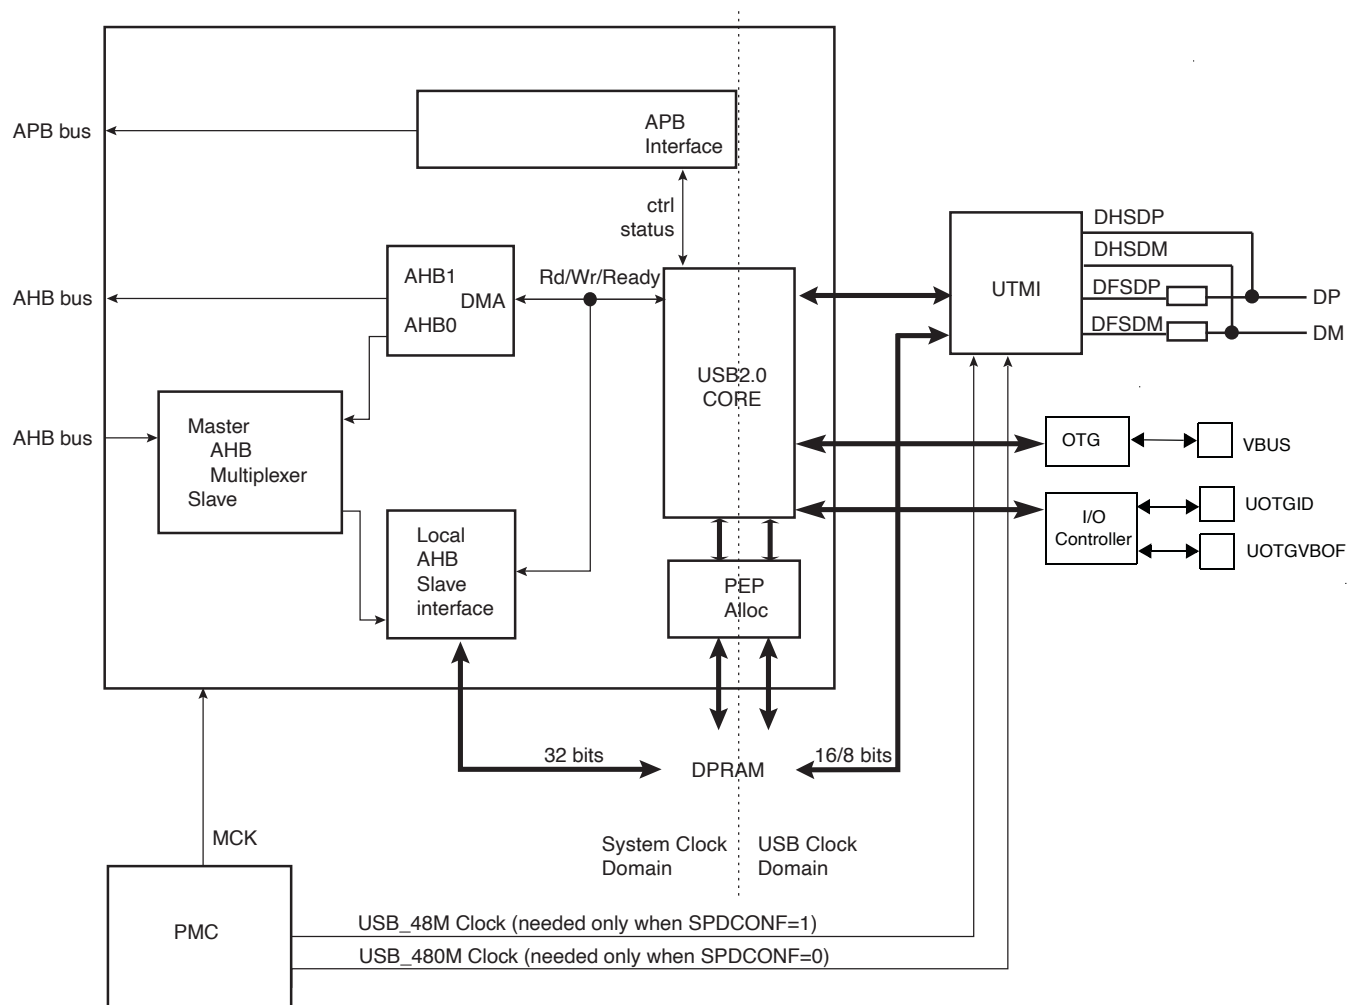 APB bus
APB
Interface
ctrl
status
DHSDP
DHSDM
DFSDP
DFSDM
UTMI
DP
DM
AHB bus
AHB1
DMA
AHB0
Rd/Wr/Ready
USB2.0
CORE
AHB bus
Master
AHB
Multiplexer
Slave
OTG
VBUS
I/O
Controller
UOTGID
UOTGVBOF
Local
AHB
Slave
interface
PEP
Alloc
32 bits
DPRAM
16/8 bits
MCK
System Clock
Domain
USB Clock
Domain
PMC
USB_48M Clock (needed only when SPDCONF=1)
USB_480M Clock (needed only when SPDCONF=0)